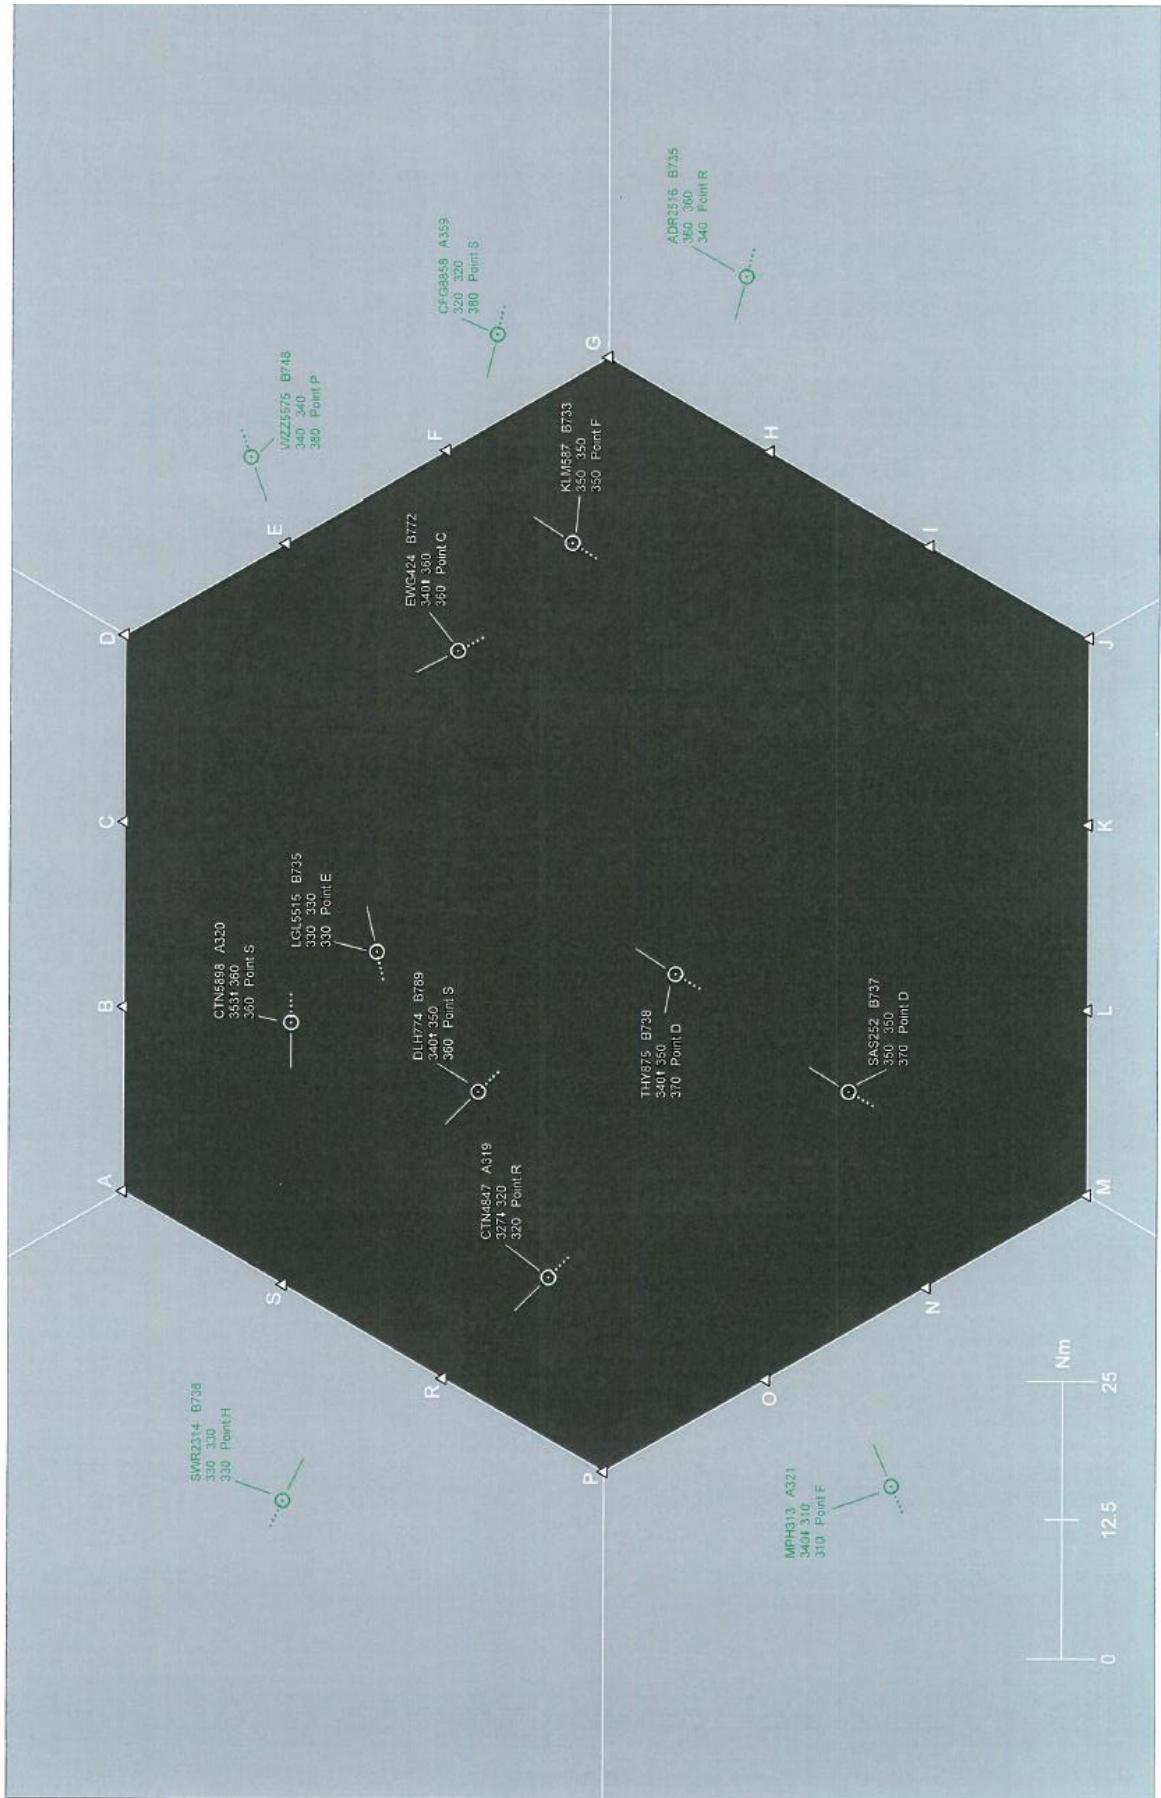 A
B
C
D
SWR2314 B738
330 330
330 Point H
CTN5898 A320
353↑ 360
360 Point S
WZZ5575 B748
340 340
380 Point P
S
E
LGL5515 B735
330 330
330 Point E
EWG424 B772
340↑ 360
360 Point C
DLH774 B789
340↑ 350
360 Point S
CFG8858 A359
320 320
380 Point S
R
F
CTN4847 A319
327↓ 320
320 Point R
KLM587 B733
350 350
350 Point F
P
G
THY875 B738
340↑ 350
370 Point D
ADR2516 B735
360 360
340 Point R
O
H
MPH313 A321
340↓ 310
310 Point F
SAS252 B737
350 350
370 Point D
N
I
M
L
K
J
Nm
0
12.5
25